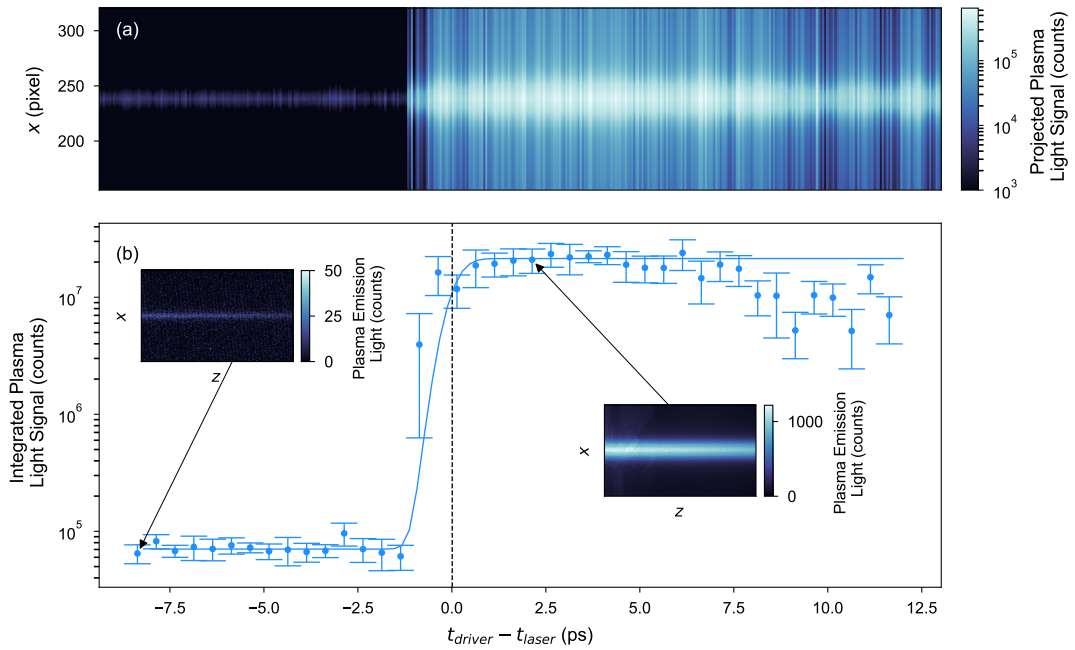 (a)
300
250
200
x (pixel)
10^5
10^4
10^3
Projected Plasma
Light Signal (counts)
(b)
10^7
10^6
10^5
Integrated Plasma
Light Signal (counts)
x
z
50
25
0
Plasma Emission
Light (counts)
x
z
1000
0
Plasma Emission
Light (counts)
−7.5 −5.0 −2.5 0.0 2.5 5.0 7.5 10.0 12.5
t_driver − t_laser (ps)